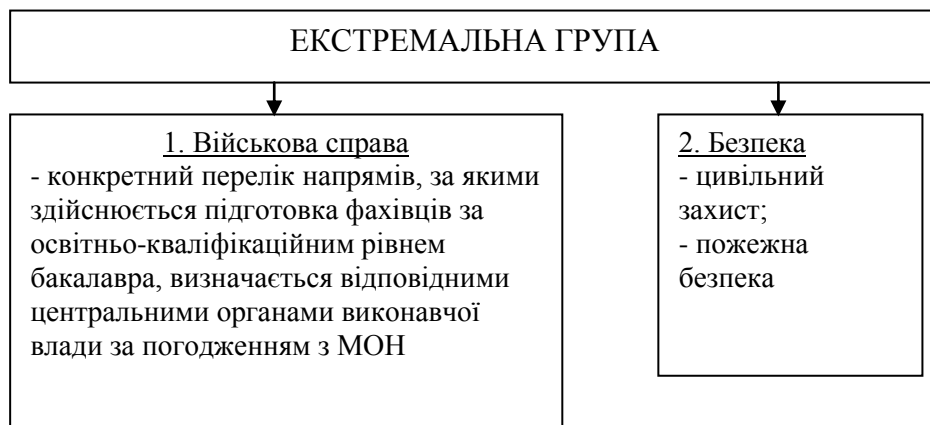 ЕКСТРЕМАЛЬНА ГРУПА
1. Військова справа
- конкретний перелік напрямів, за якими
здійснюється підготовка фахівців за
освітньо-кваліфікаційним рівнем
бакалавра, визначається відповідними
центральними органами виконавчої
влади за погодженням з МОН
2. Безпека
- цивільний
захист;
- пожежна
безпека